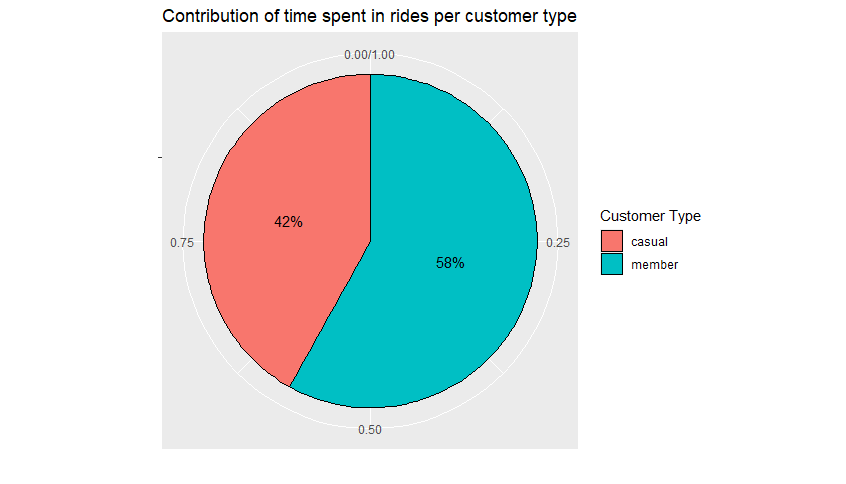 Contribution of time spent in rides per customer type
0.00/1.00
42%
0.75
0.25
58%
0.50
Customer Type
casual
member